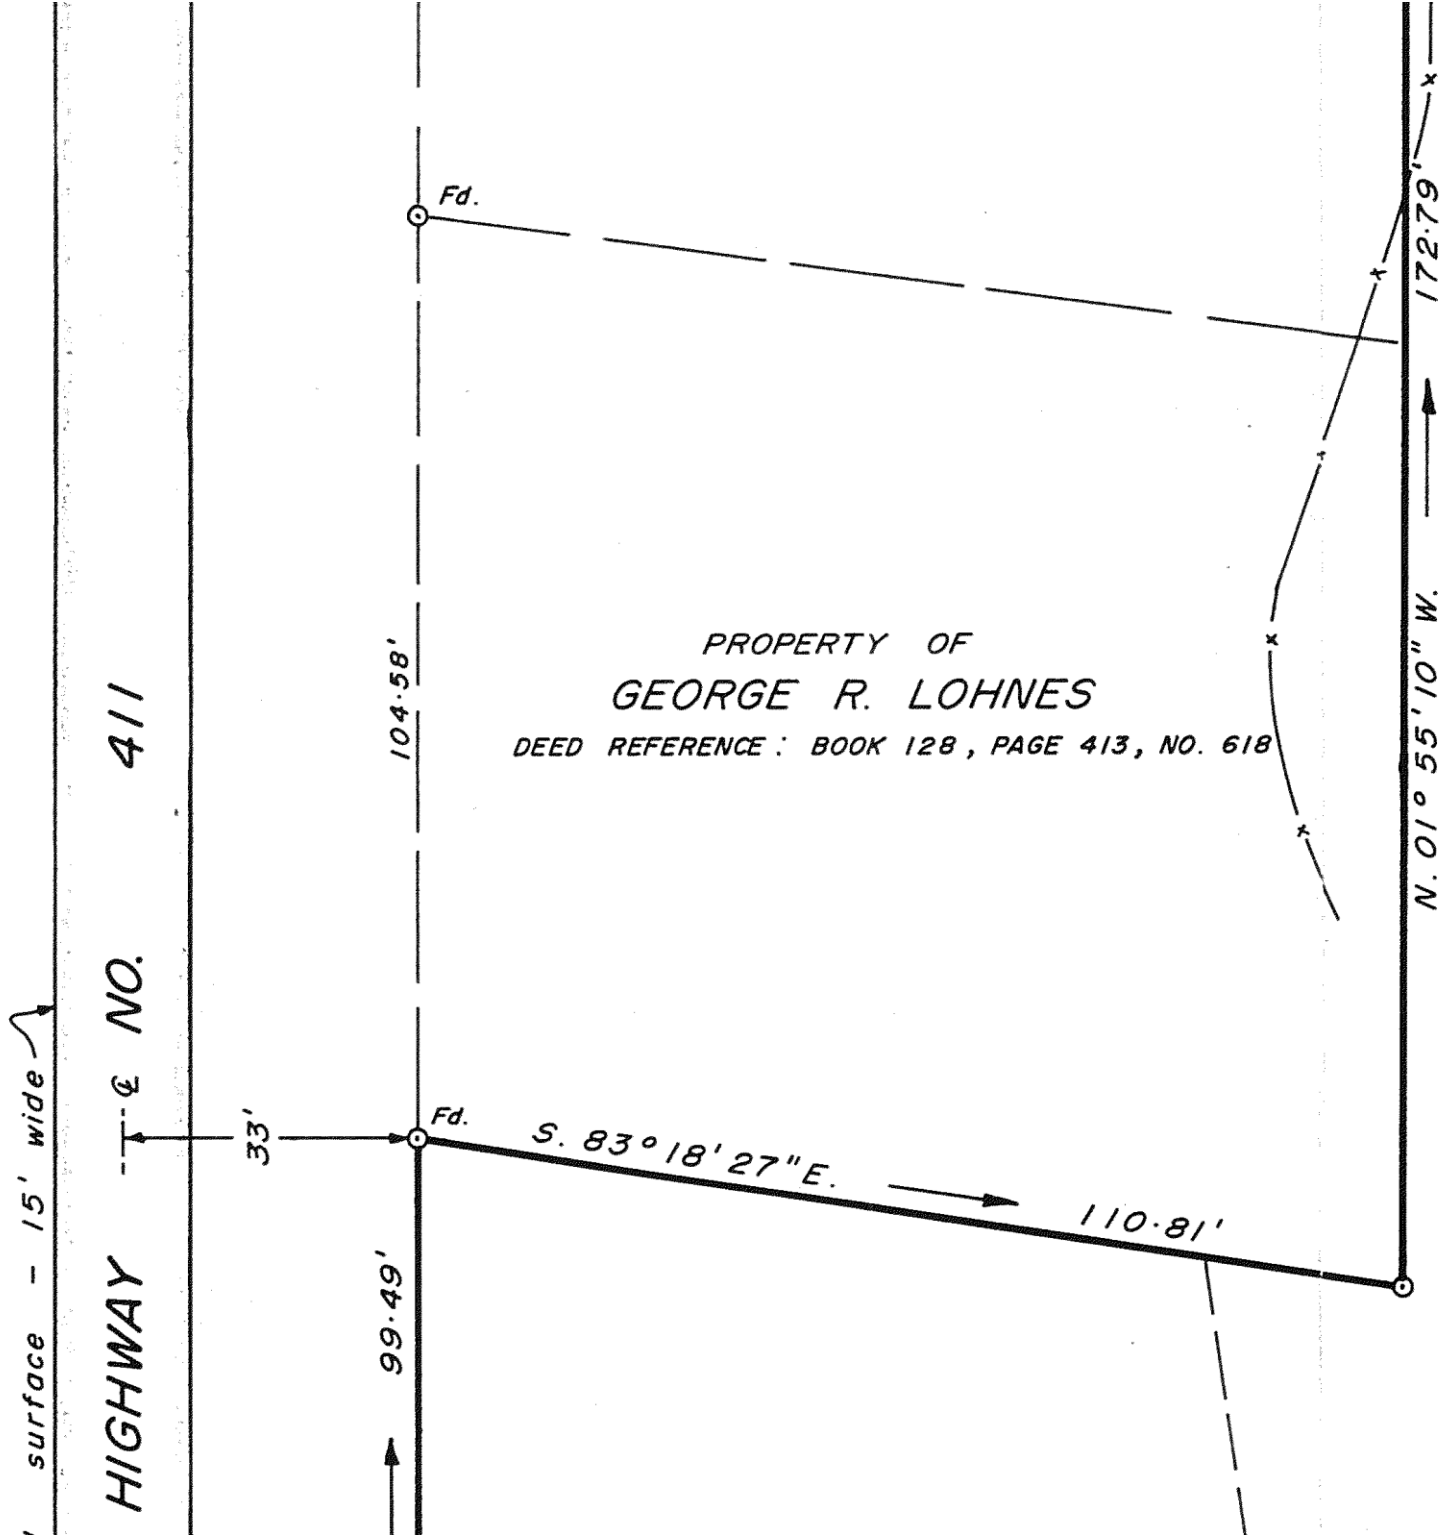 Fd.
172.79'
N. 01° 55' 10" W.
PROPERTY OF
GEORGE R. LOHNES
DEED REFERENCE: BOOK 128, PAGE 413, NO. 618
104.58'
HIGHWAY ℄ NO. 411
surface - 15' wide
33'
Fd.
S. 83° 18' 27" E. 110.81'
99.49'